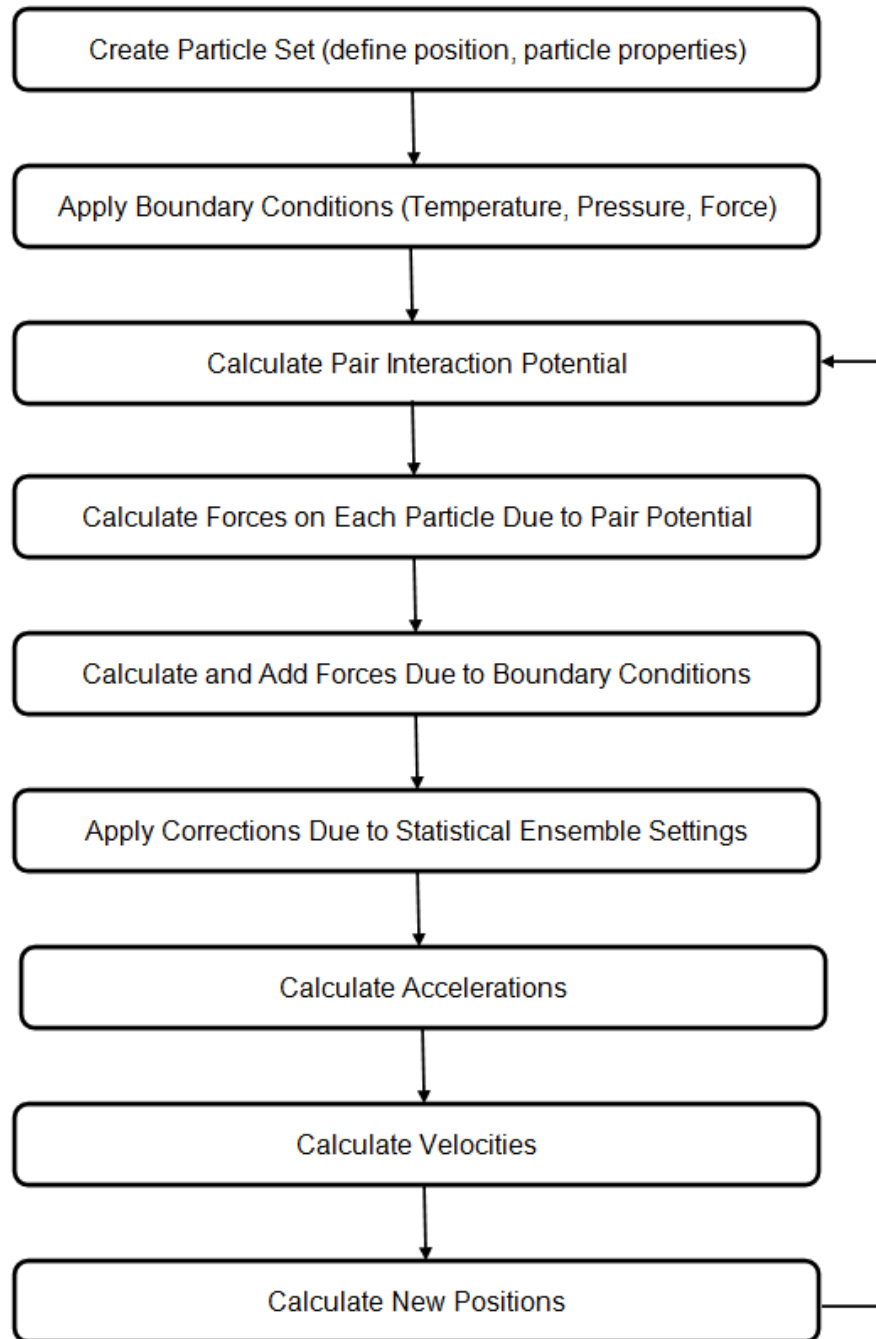 Create Particle Set (define position, particle properties)
Apply Boundary Conditions (Temperature, Pressure, Force)
Calculate Pair Interaction Potential
Calculate Forces on Each Particle Due to Pair Potential
Calculate and Add Forces Due to Boundary Conditions
Apply Corrections Due to Statistical Ensemble Settings
Calculate Accelerations
Calculate Velocities
Calculate New Positions